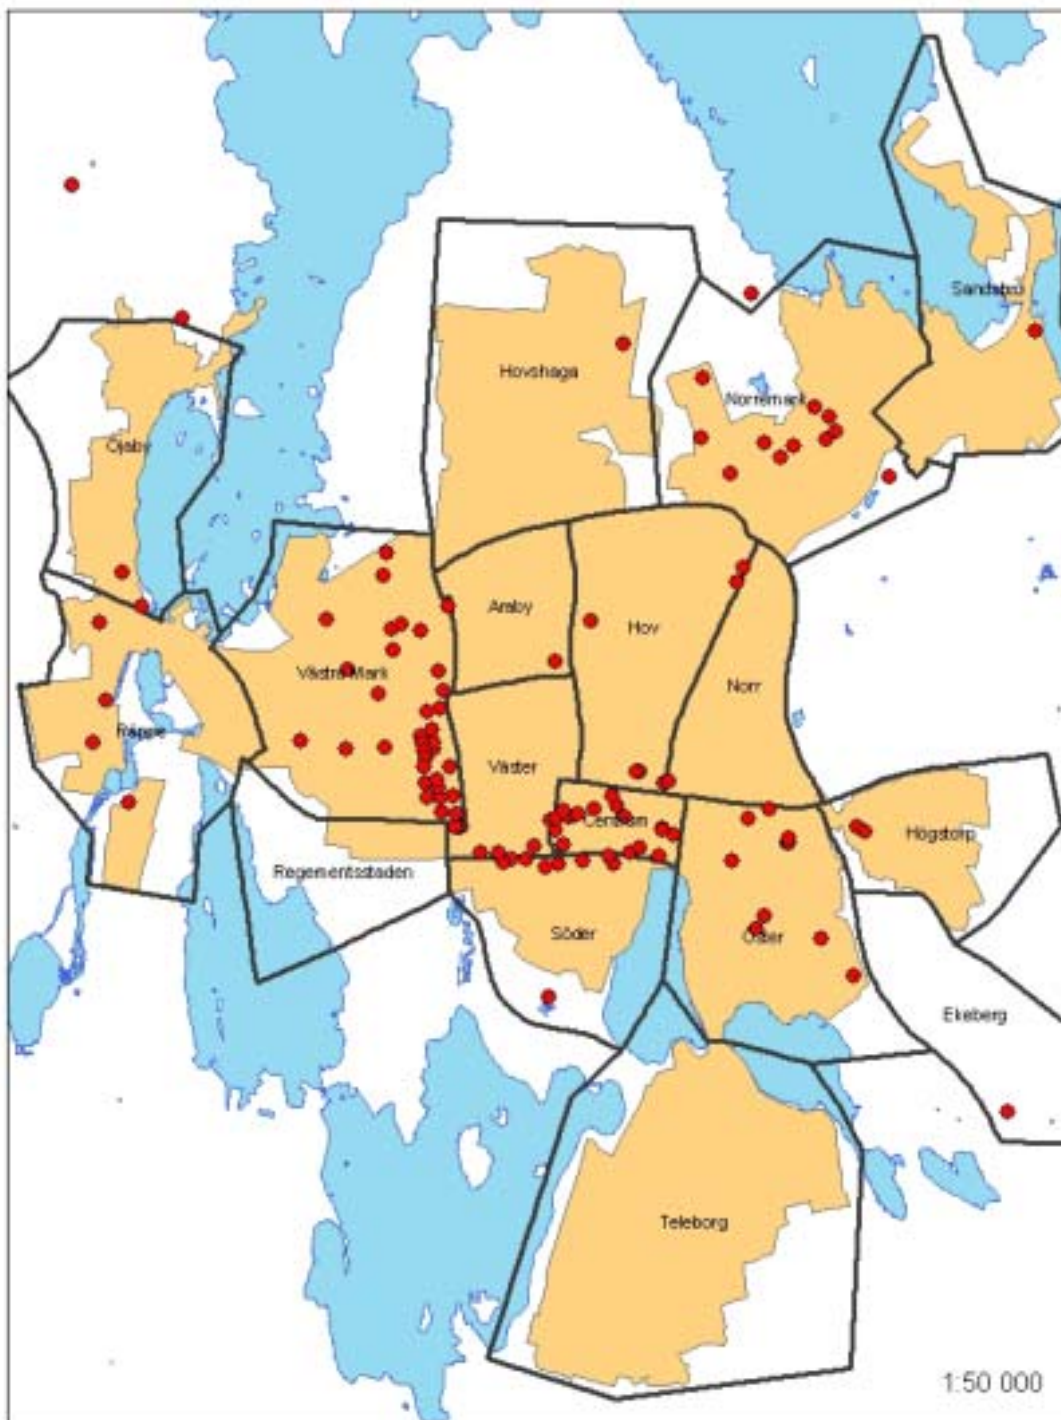 Sandsbro
Hovshaga
Norremark
Öjaby
Araby
Hov
Västra Mark
Norr
Räppe
Väster
Centrum
Högstorp
Regementsstaden
Söder
Öster
Ekeberg
Teleborg
1:50 000